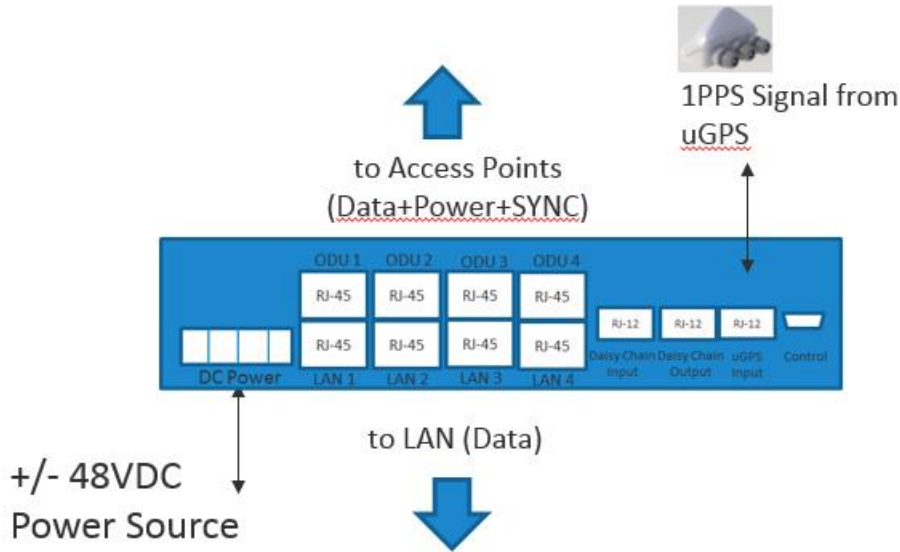 1PPS Signal from
uGPS
to Access Points
(Data+Power+SYNC)
ODU 1 ODU 2 ODU 3 ODU 4
RJ-45 RJ-45 RJ-45 RJ-45
RJ-12 RJ-12 RJ-12
RJ-45 RJ-45 RJ-45 RJ-45
Daisy Chain Daisy Chain uGPS Control
Input Output Input
DC Power LAN 1 LAN 2 LAN 3 LAN 4
to LAN (Data)
+/- 48VDC
Power Source